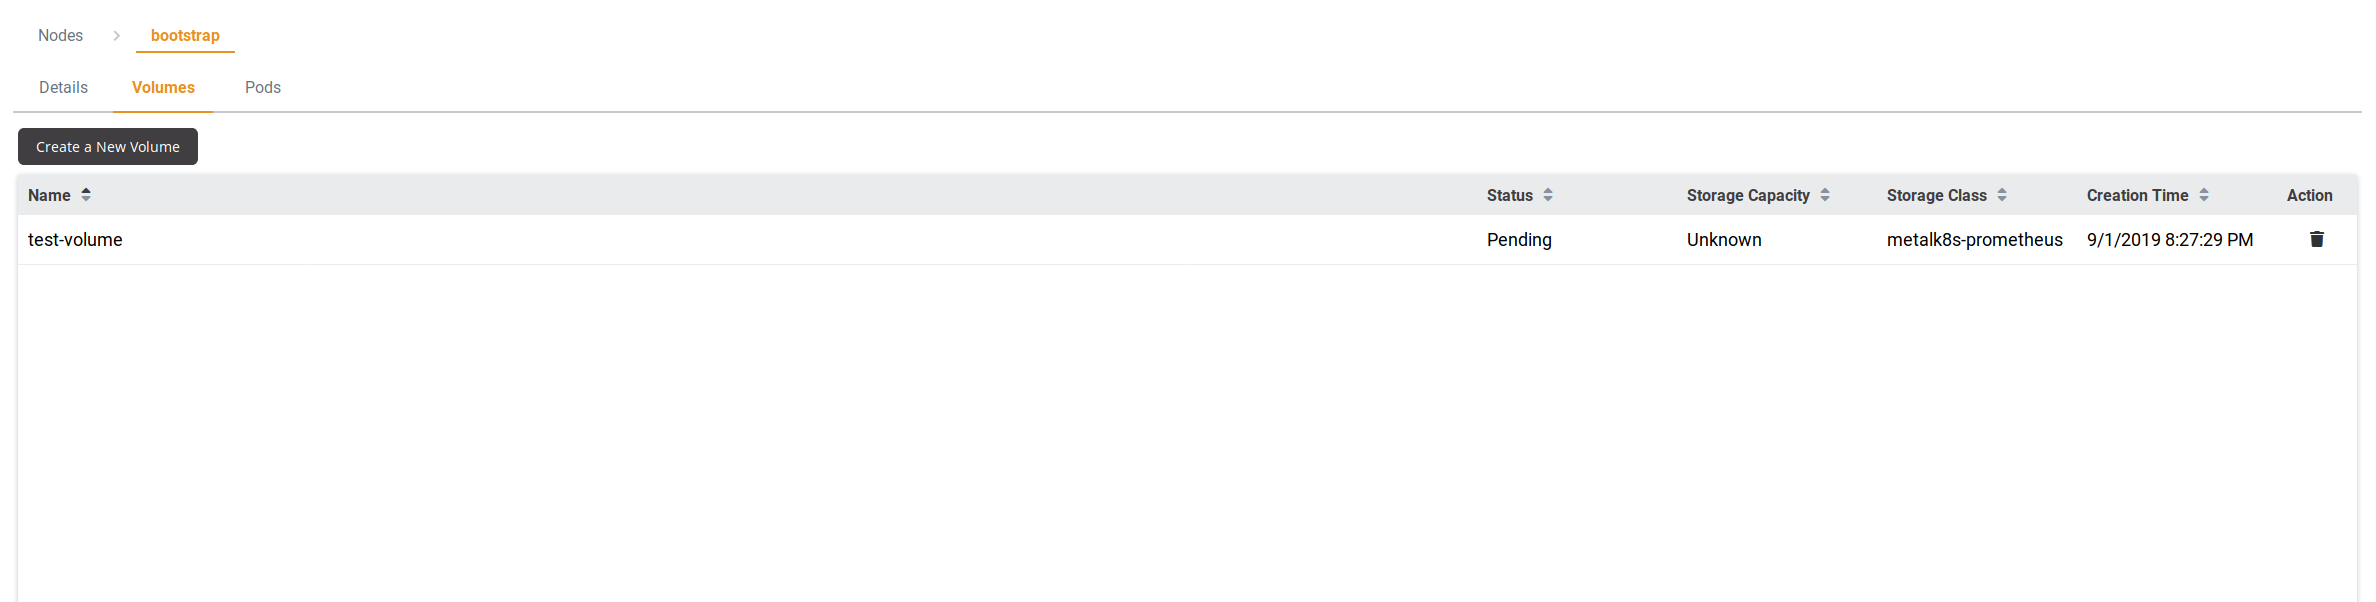 Nodes bootstrap
Details Volumes Pods
Create a New Volume
Name Status Storage Capacity Storage Class Creation Time Action
test-volume Pending Unknown metalk8s-prometheus 9/1/2019 8:27:29 PM